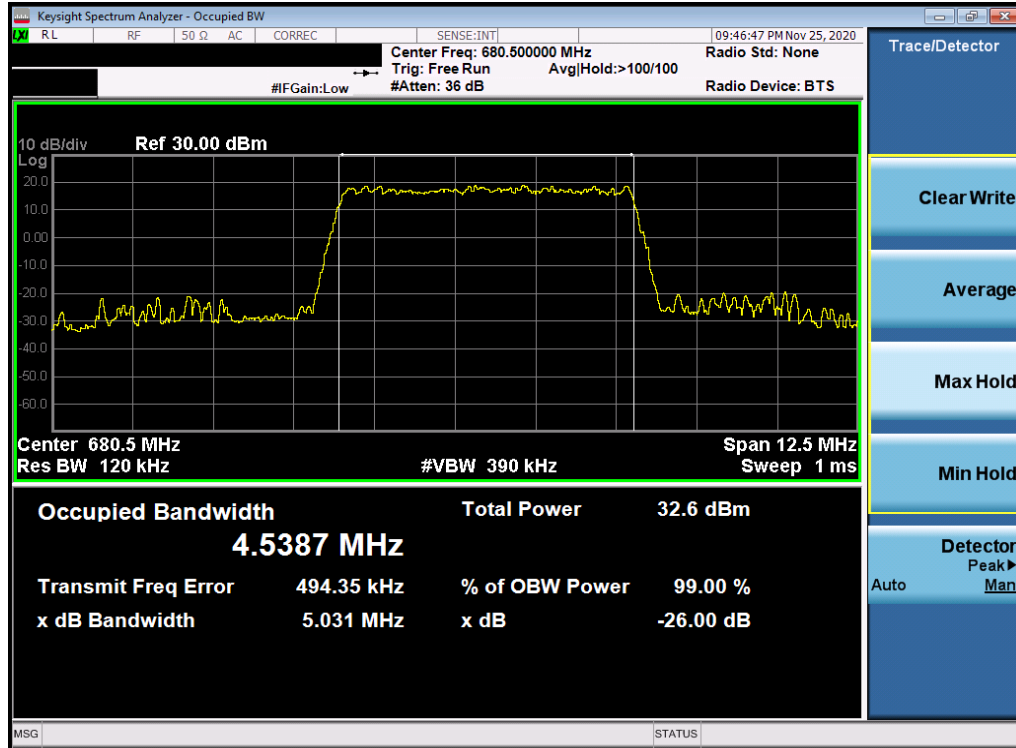 Keysight Spectrum Analyzer - Occupied BW
LXI RL RF 50 Ω AC CORREC SENSE:INT 09:46:47 PM Nov 25, 2020
Center Freq: 680.500000 MHz Radio Std: None
Trig: Free Run Avg|Hold:>100/100
#IFGain:Low #Atten: 36 dB Radio Device: BTS
10 dB/div Ref 30.00 dBm
Log
20.0
10.0
0.00
-10.0
-20.0
-30.0
-40.0
-50.0
-60.0
Center 680.5 MHz Span 12.5 MHz
Res BW 120 kHz #VBW 390 kHz Sweep 1 ms
Occupied Bandwidth Total Power 32.6 dBm
4.5387 MHz
Transmit Freq Error 494.35 kHz % of OBW Power 99.00 %
x dB Bandwidth 5.031 MHz x dB -26.00 dB
MSG STATUS
Trace/Detector
Clear Write
Average
Max Hold
Min Hold
Detector
Peak▶
Auto Man